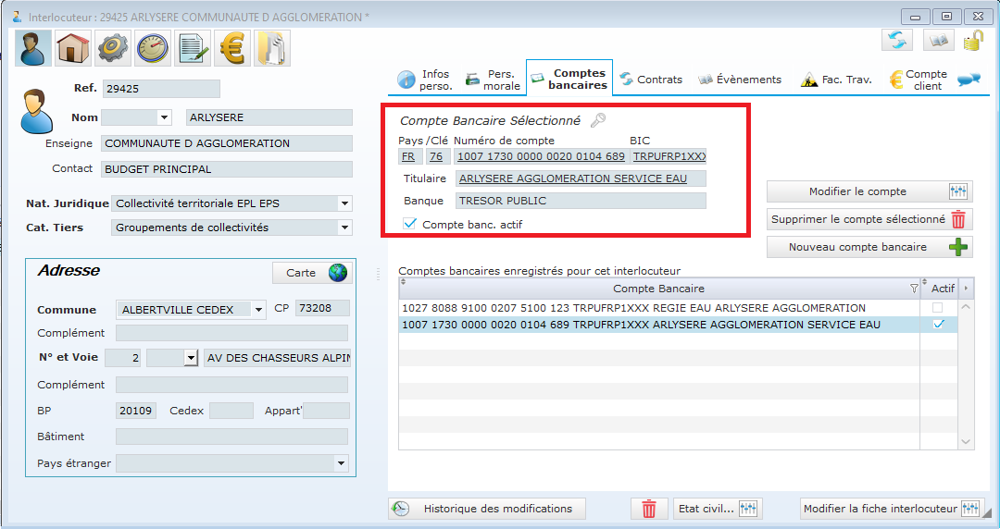 Interlocuteur : 29425 ARLYSERE COMMUNAUTE D AGGLOMERATION *
Ref. 29425
Nom ARLYSERE
Enseigne COMMUNAUTE D AGGLOMERATION
Contact BUDGET PRINCIPAL
Nat. Juridique Collectivité territoriale EPL EPS
Cat. Tiers Groupements de collectivités
Adresse
Carte
Commune ALBERTVILLE CEDEX CP 73208
Complément
N° et Voie 2 AV DES CHASSEURS ALPIN
Complément
BP 20109 Cedex Appart'
Bâtiment
Pays étranger
Infos perso.
Pers. morale
Comptes bancaires
Contrats
Évènements
Fac. Trav.
Compte client
Compte Bancaire Sélectionné
Pays /Clé Numéro de compte BIC
FR 76 1007 1730 0000 0020 0104 689 TRPUFRP1XXX
Titulaire ARLYSERE AGGLOMERATION SERVICE EAU
Banque TRESOR PUBLIC
Compte banc. actif
Modifier le compte
Supprimer le compte sélectionné
Nouveau compte bancaire
Comptes bancaires enregistrés pour cet interlocuteur
Compte Bancaire Actif
1027 8088 9100 0207 5100 123 TRPUFRP1XXX REGIE EAU ARLYSERE AGGLOMERATION
1007 1730 0000 0020 0104 689 TRPUFRP1XXX ARLYSERE AGGLOMERATION SERVICE EAU
Historique des modifications
Etat civil...
Modifier la fiche interlocuteur